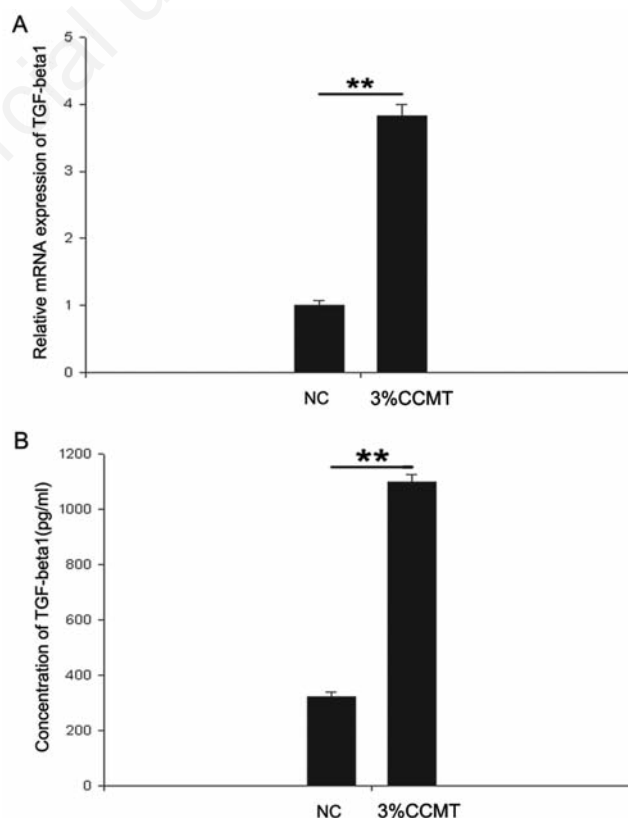 A
Relative mRNA expression of TGF-beta1
5
4
3
2
1
0
**
NC
3%CCMT
B
Concentration of TGF-beta1(pg/ml)
1200
1000
800
600
400
200
0
**
NC
3%CCMT